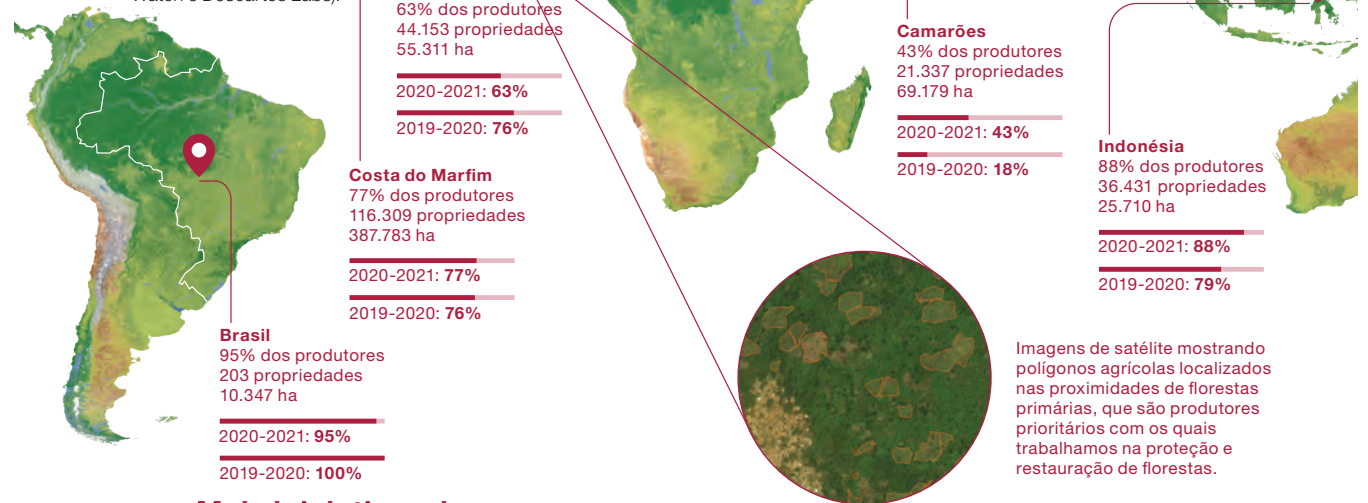 63% dos produtores
44.153 propriedades
55.311 ha
2020-2021: 63%
2019-2020: 76%
Costa do Marfim
77% dos produtores
116.309 propriedades
387.783 ha
2020-2021: 77%
2019-2020: 76%
Brasil
95% dos produtores
203 propriedades
10.347 ha
2020-2021: 95%
2019-2020: 100%
Camarões
43% dos produtores
21.337 propriedades
69.179 ha
2020-2021: 43%
2019-2020: 18%
Indonésia
88% dos produtores
36.431 propriedades
25.710 ha
2020-2021: 88%
2019-2020: 79%
Imagens de satélite mostrando
polígonos agrícolas localizados
nas proximidades de florestas
primárias, que são produtores
prioritários com os quais
trabalhamos na proteção e
restauração de florestas.